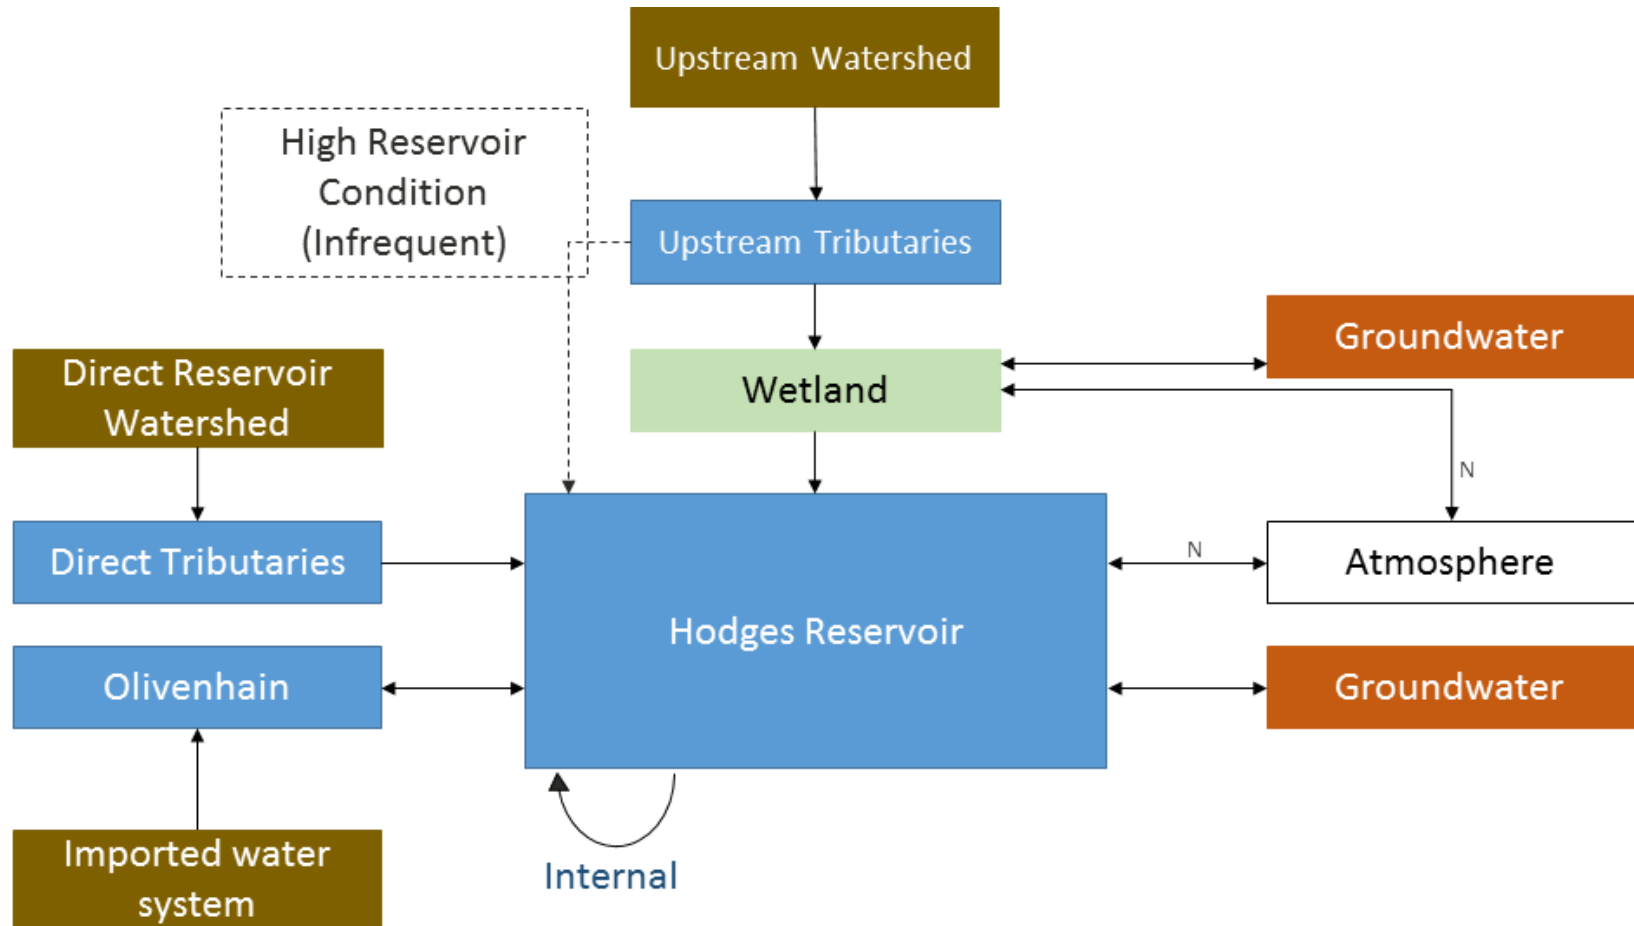 Upstream Watershed
High Reservoir
Condition
(Infrequent)
Upstream Tributaries
Groundwater
Direct Reservoir
Watershed
Wetland
N
Direct Tributaries
N
Atmosphere
Hodges Reservoir
Olivenhain
Groundwater
Imported water
system
Internal